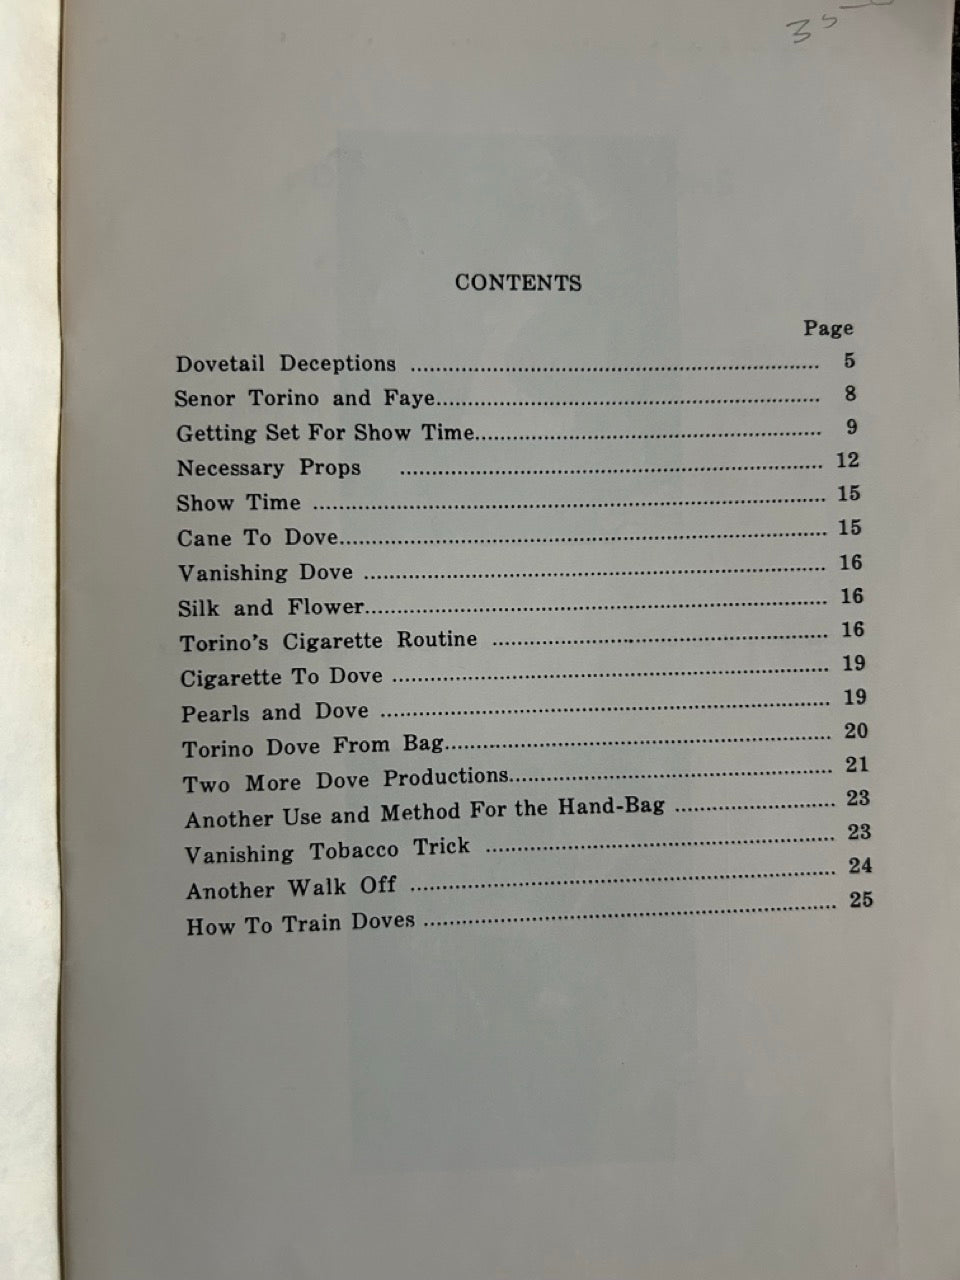 35
CONTENTS
Page
Dovetail Deceptions ........................................ 5
Senor Torino and Faye........................................ 8
Getting Set For Show Time........................................ 9
Necessary Props ........................................ 12
Show Time ........................................ 15
Cane To Dove........................................ 15
Vanishing Dove ........................................ 16
Silk and Flower........................................ 16
Torino's Cigarette Routine ........................................ 16
Cigarette To Dove ........................................ 19
Pearls and Dove ........................................ 19
Torino Dove From Bag........................................ 20
Two More Dove Productions........................................ 21
Another Use and Method For the Hand-Bag ........................ 23
Vanishing Tobacco Trick ........................................ 23
Another Walk Off ........................................ 24
How To Train Doves ........................................ 25